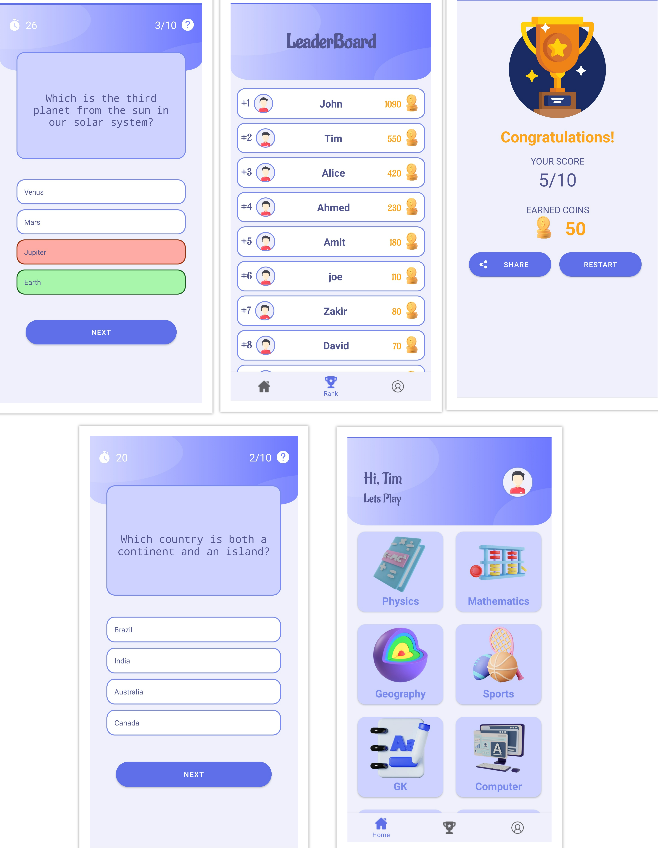 26
3/10 ?
Which is the third
planet from the sun in
our solar system?
Venus
Mars
Jupiter
Earth
NEXT
LeaderBoard
#1 John 1090
#2 Tim 550
#3 Alice 420
#4 Ahmed 230
#5 Amit 180
#6 joe 110
#7 Zakir 80
#8 David 70
Rank
Congratulations!
YOUR SCORE
5/10
EARNED COINS
50
SHARE
RESTART
20
2/10 ?
Which country is both a
continent and an island?
Brazil
India
Australia
Canada
NEXT
Hi, Tim
Lets Play
Physics
Mathematics
Geography
Sports
GK
Computer
Home